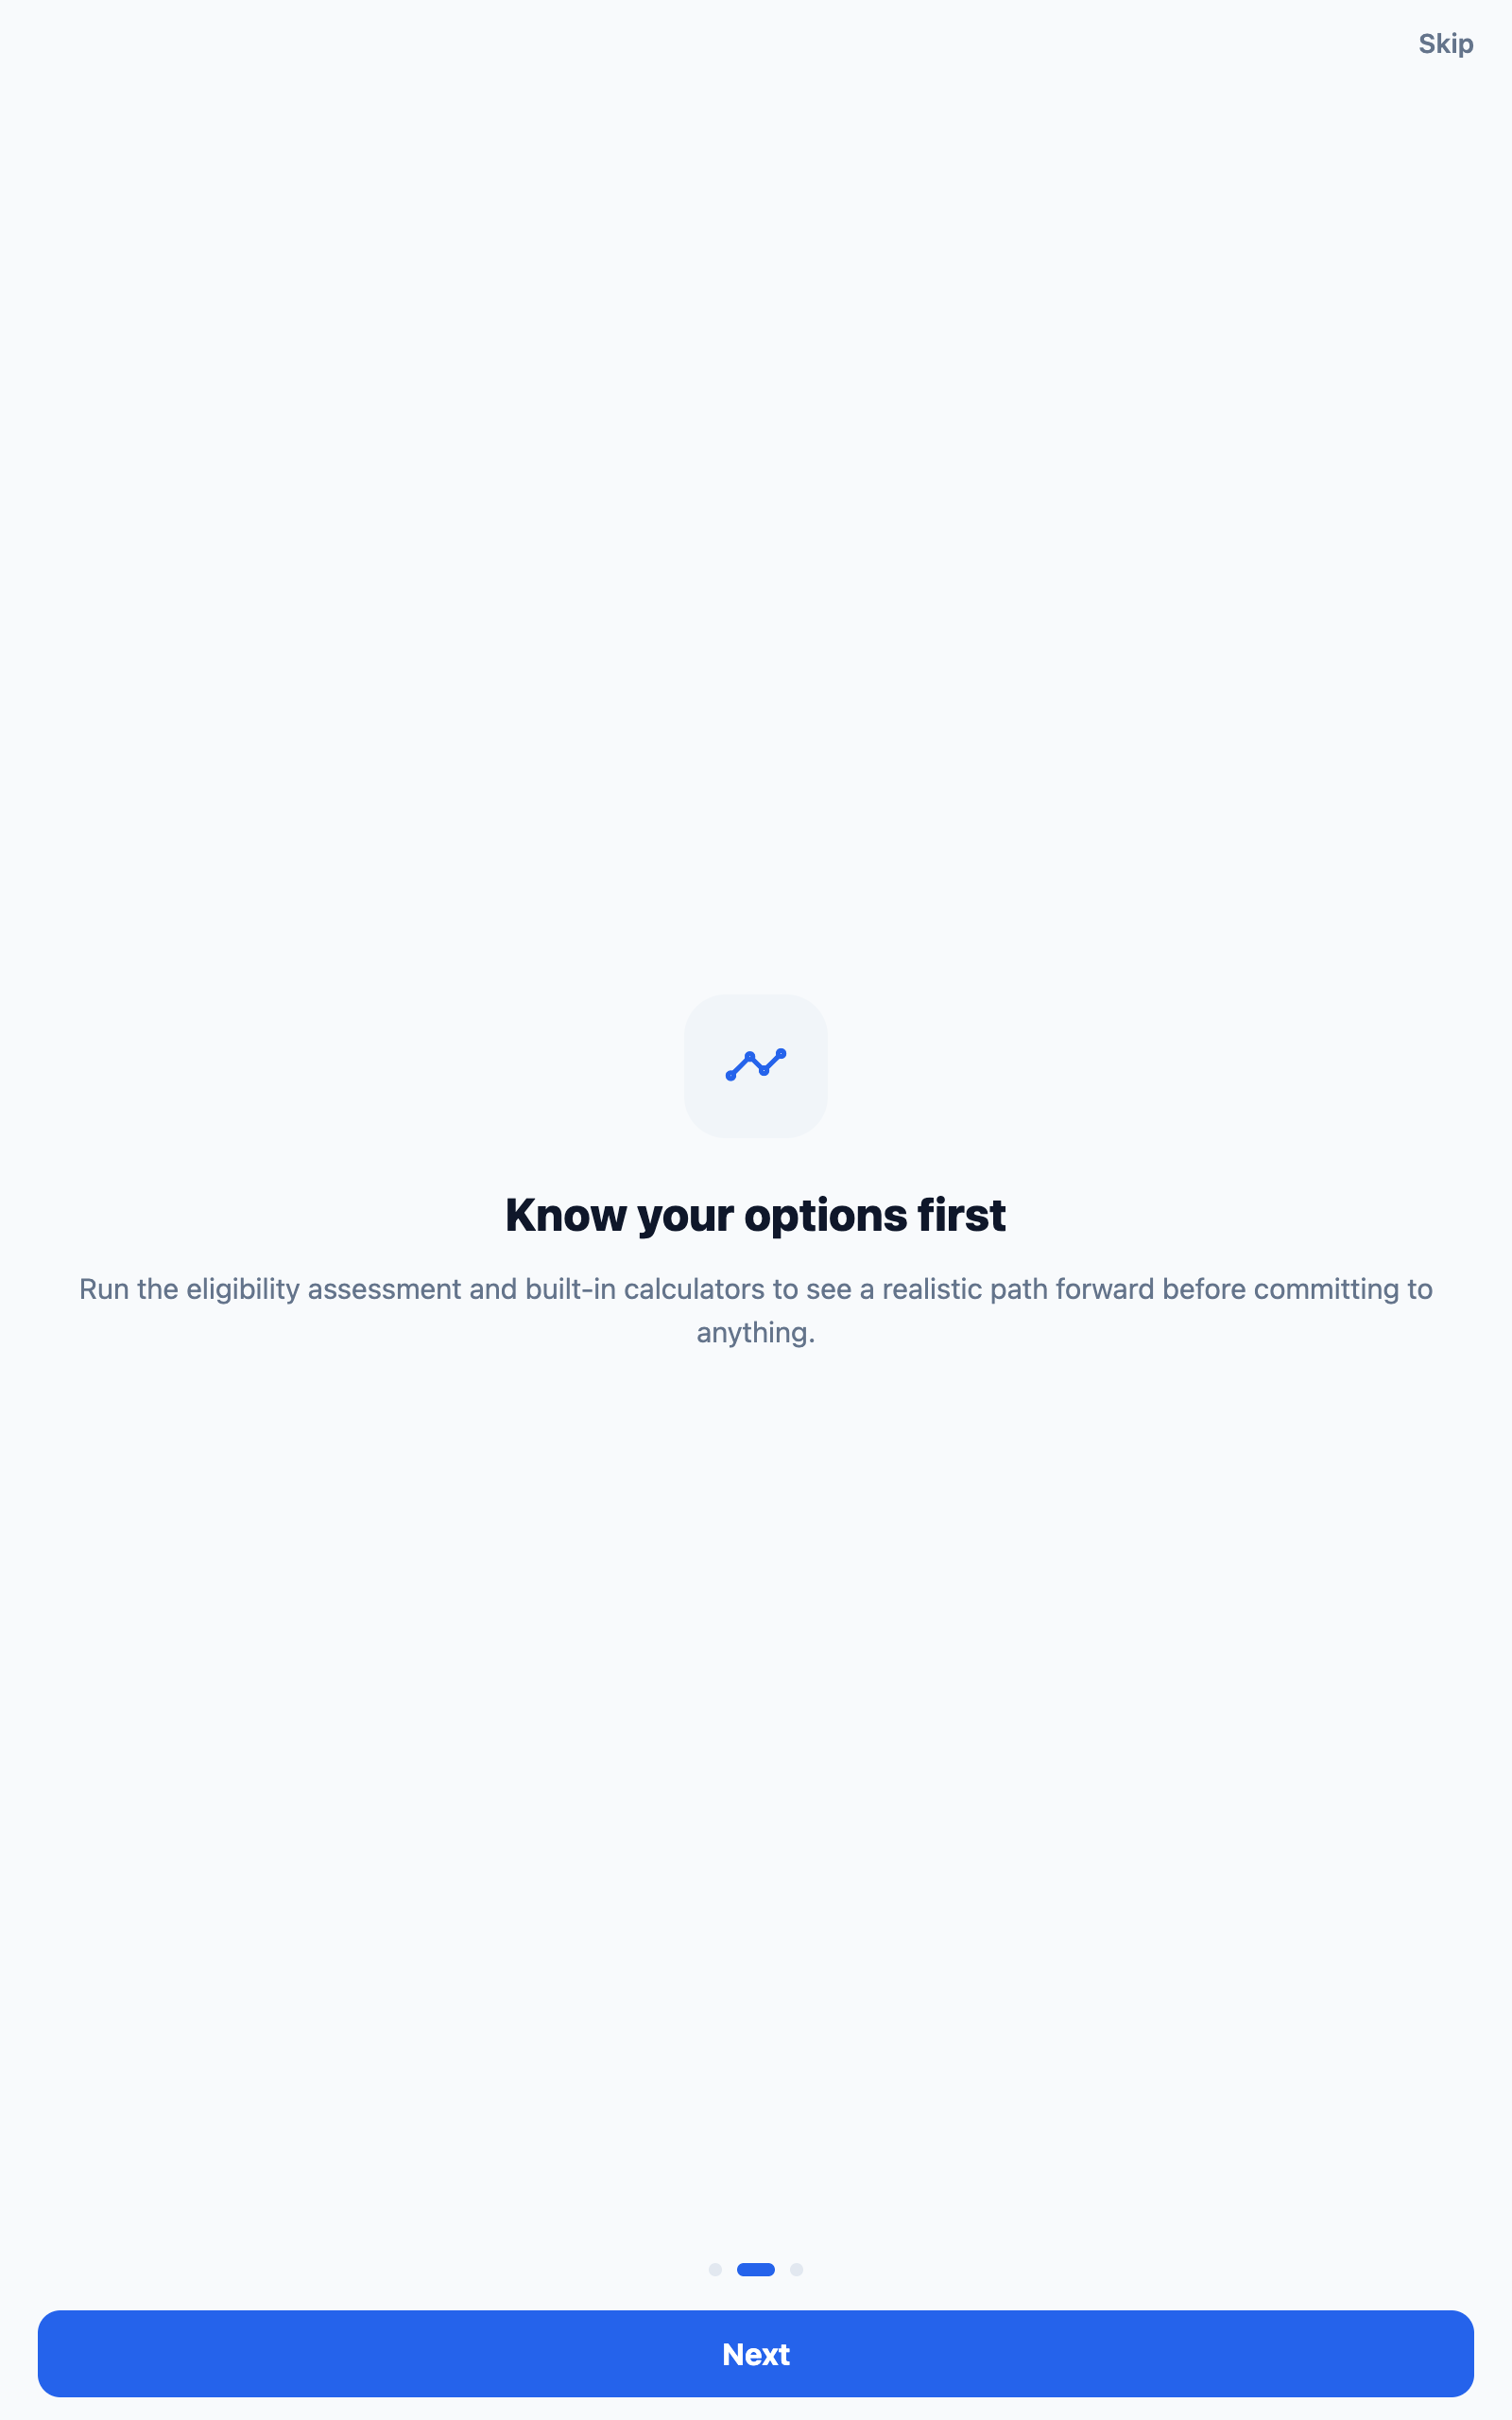 Skip
Know your options first
Run the eligibility assessment and built-in calculators to see a realistic path forward before committing to
anything.
Next